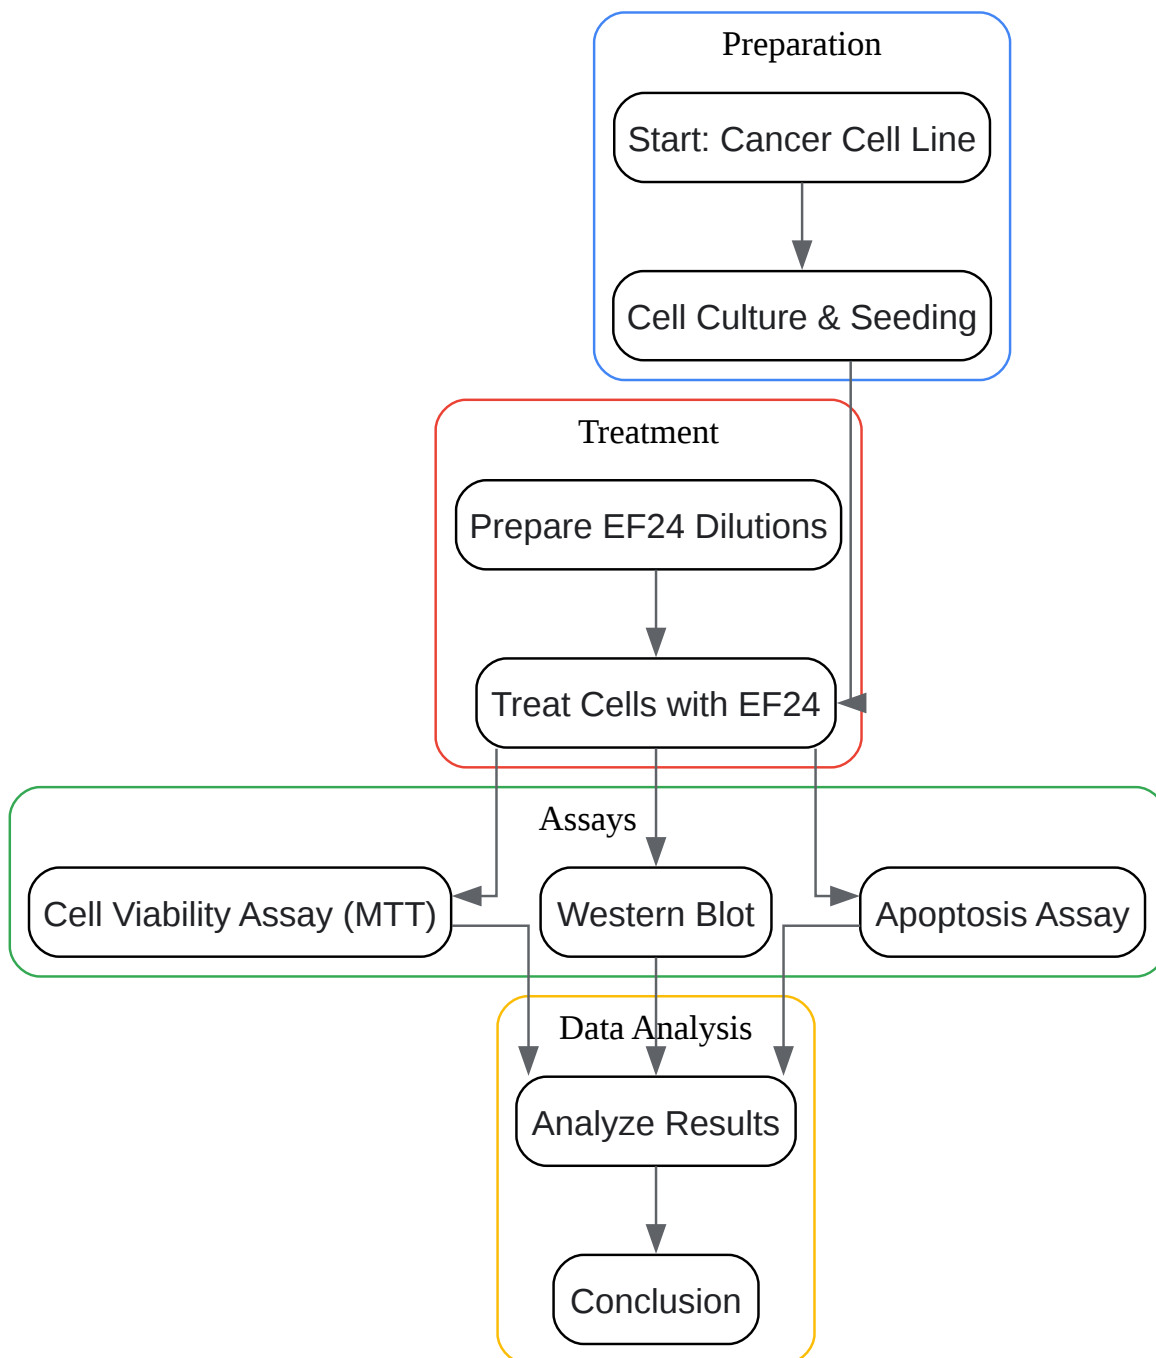 Preparation
Start: Cancer Cell Line
Cell Culture & Seeding
Treatment
Prepare EF24 Dilutions
Treat Cells with EF24
Assays
Cell Viability Assay (MTT)
Western Blot
Apoptosis Assay
Data Analysis
Analyze Results
Conclusion